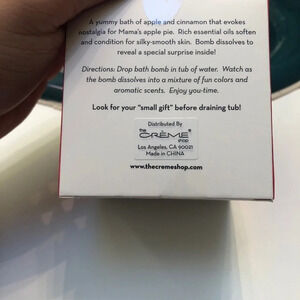 A yummy bath of apple and cinnamon that evokes
nostalgia for Mama's apple pie. Rich essential oils soften
and condition for silky-smooth skin. Bomb dissolves to
reveal a special surprise inside!
Directions: Drop bath bomb in tub of water. Watch as
the bomb dissolves into a mixture of fun colors and
aromatic scents. Enjoy you-time.
Look for your "small gift" before draining tub!
Distributed By
THE
CRÈME®
SHOP
Los Angeles, CA 90021
Made in CHINA
www.thecremeshop.com